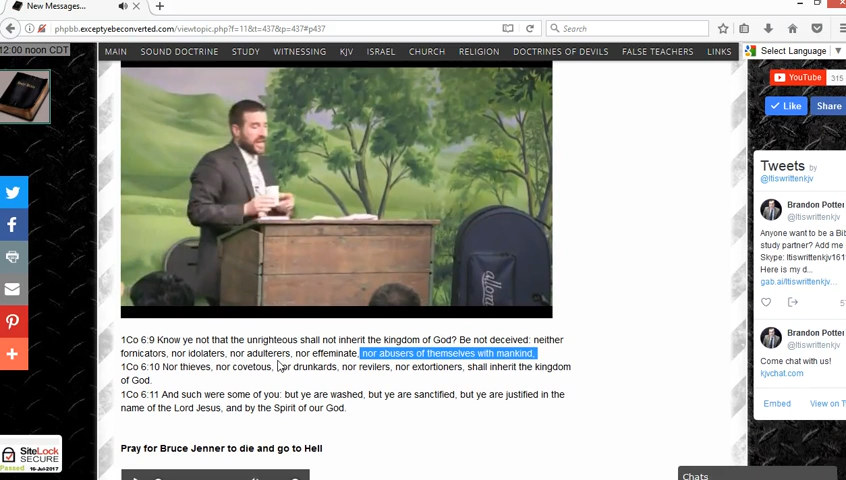 New Messages...
phpbb.exceptyebeconverted.com/viewtopic.php?f=11&t=437&p=437#p437
Search
12:00 noon CDT
MAIN SOUND DOCTRINE STUDY WITNESSING KJV ISRAEL CHURCH RELIGION DOCTRINES OF DEVILS FALSE TEACHERS LINKS
Select Language
YouTube 315
Like Share
Tweets by
@Itiswrittenkjv
Brandon Potter
@Itiswrittenkjv
Anyone want to be a Bib
study partner? Add me
Skype: Itiswrittenkjv161
Here is my d...
gab.ai/Itiswrittenkjv...
Brandon Potter
@Itiswrittenkjv
Come chat with us!
kjvchat.com
Embed View on T
1Co 6:9 Know ye not that the unrighteous shall not inherit the kingdom of God? Be not deceived: neither
fornicators, nor idolaters, nor adulterers, nor effeminate, nor abusers of themselves with mankind,
1Co 6:10 Nor thieves, nor covetous, nor drunkards, nor revilers, nor extortioners, shall inherit the kingdom
of God.
1Co 6:11 And such were some of you: but ye are washed, but ye are sanctified, but ye are justified in the
name of the Lord Jesus, and by the Spirit of our God.
Pray for Bruce Jenner to die and go to Hell
SiteLock
SECURE
Passed 16-Jul-2017
Chats